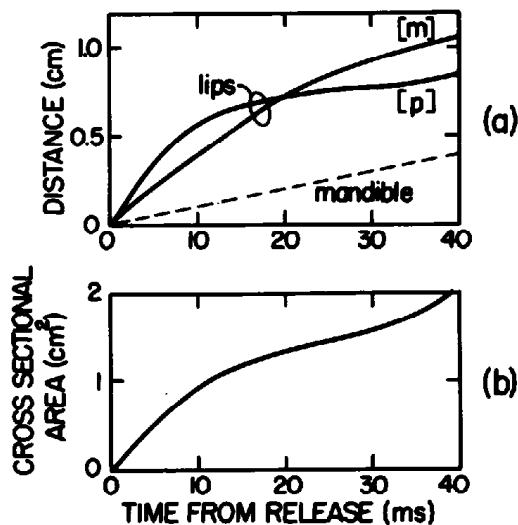 1.0
0.5
0
DISTANCE (cm)
lips
[m]
[p]
mandible
(a)
0 10 20 30 40
2
1
0
CROSS SECTIONAL
AREA (cm²)
(b)
0 10 20 30 40
TIME FROM RELEASE (ms)